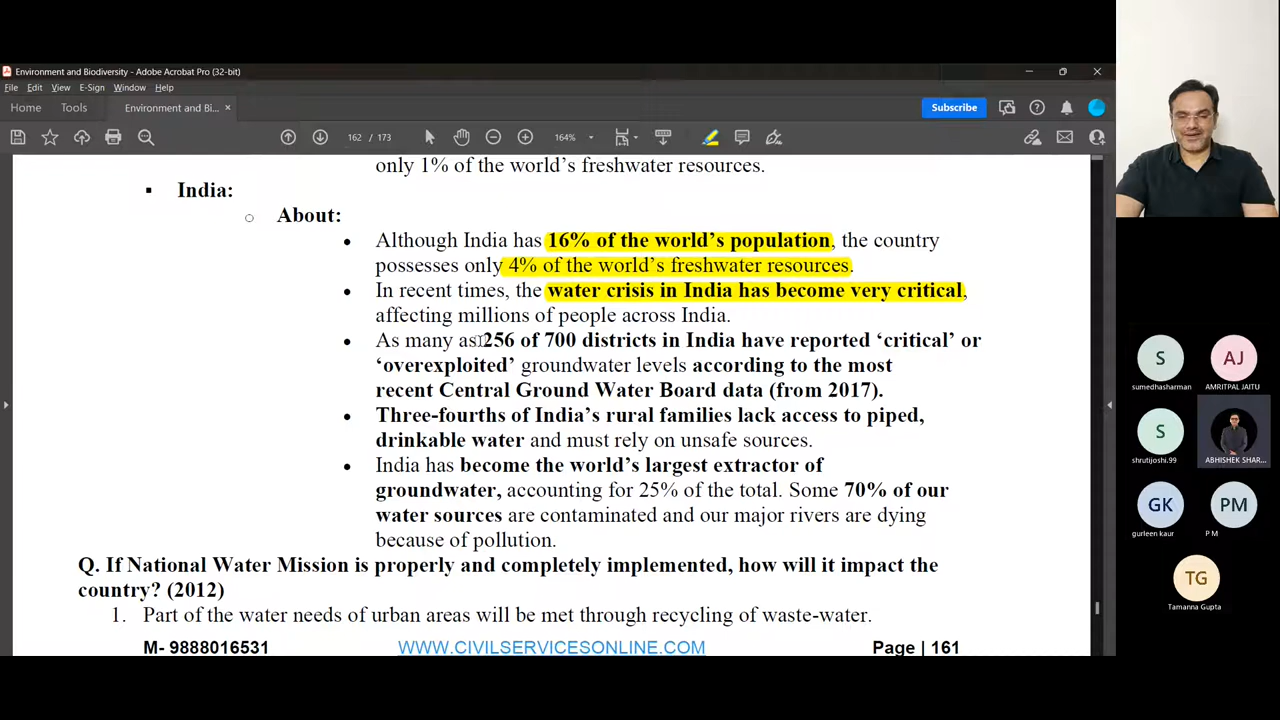 Environment and Biodiversity - Adobe Acrobat Pro (32-bit)
File Edit View E-Sign Window Help
Home Tools Environment and Bi... × Subscribe
162 / 173 164%
only 1% of the world's freshwater resources.
▪ India:
○ About:
• Although India has 16% of the world's population, the country
possesses only 4% of the world's freshwater resources.
• In recent times, the water crisis in India has become very critical,
affecting millions of people across India.
• As many as 256 of 700 districts in India have reported ‘critical’ or
‘overexploited’ groundwater levels according to the most
recent Central Ground Water Board data (from 2017).
• Three-fourths of India's rural families lack access to piped,
drinkable water and must rely on unsafe sources.
• India has become the world's largest extractor of
groundwater, accounting for 25% of the total. Some 70% of our
water sources are contaminated and our major rivers are dying
because of pollution.
Q. If National Water Mission is properly and completely implemented, how will it impact the
country? (2012)
1. Part of the water needs of urban areas will be met through recycling of waste-water.
M- 9888016531 WWW.CIVILSERVICESONLINE.COM Page | 161
S AJ
sumedhasharman AMRITPAL JAITU
S
shrutijoshi.99 ABHISHEK SHAR...
GK PM
gurleen kaur P M
TG
Tamanna Gupta